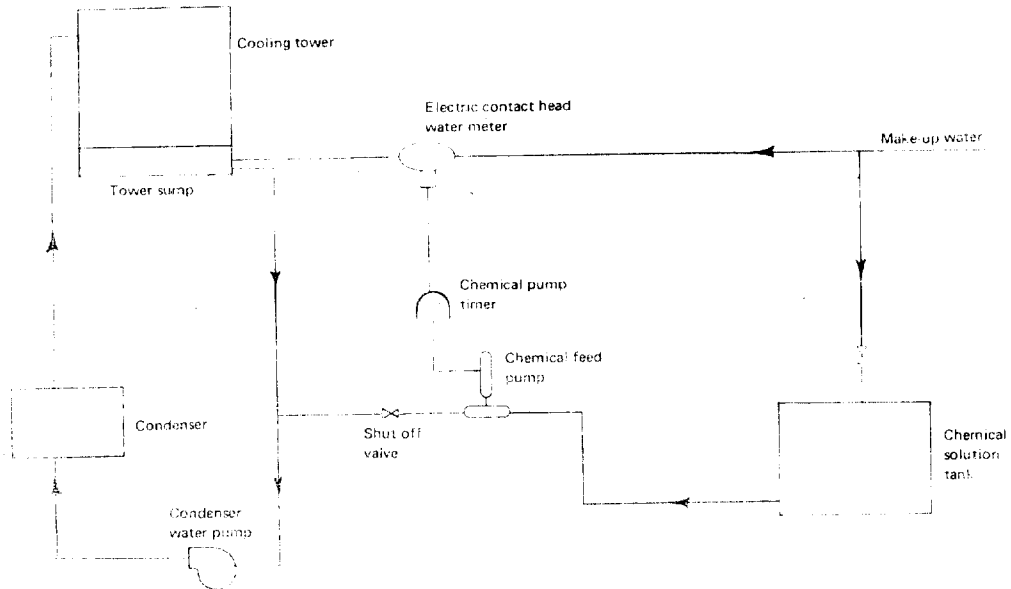 Cooling tower
Electric contact head
water meter
Make-up water
Tower sump
Chemical pump
timer
Chemical feed
pump
Condenser
Shut off
valve
Chemical
solution
tank
Condenser
water pump